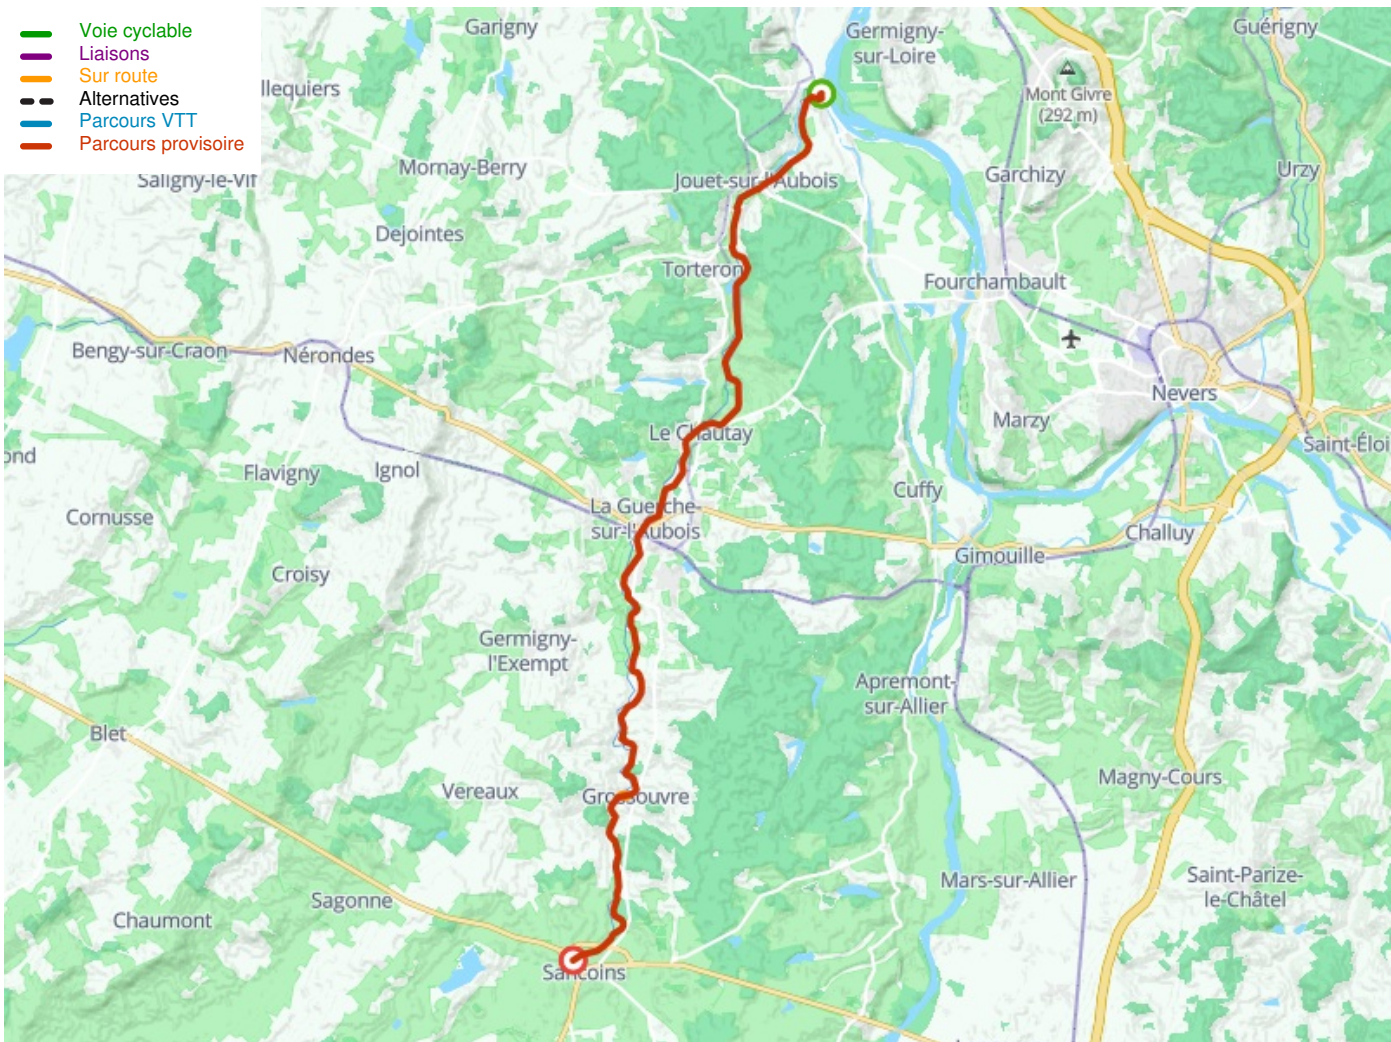 Voie cyclable
Liaisons
Sur route
Alternatives
Parcours VTT
Parcours provisoire
Garigny
Germigny-
sur-Loire
Guérigny
llequiers
Mont Givre
(292 m)
Mornay-Berry
Saligny-le-Vif
Jouet-sur-l'Aubois
Garchizy
Urzy
Dejointes
Torteron
Fourchambault
Bengy-sur-Craon
Nérondes
Nevers
Marzy
Le Chautay
Saint-Éloi
ond
Flavigny
Ignol
Cuffy
Cornusse
La Guerche-
sur-l'Aubois
Challuy
Gimouille
Croisy
Germigny-
l'Exempt
Apremont-
sur-Allier
Blet
Magny-Cours
Vereaux
Grossouvre
Mars-sur-Allier
Saint-Parize-
le-Châtel
Sagonne
Chaumont
Sancoins